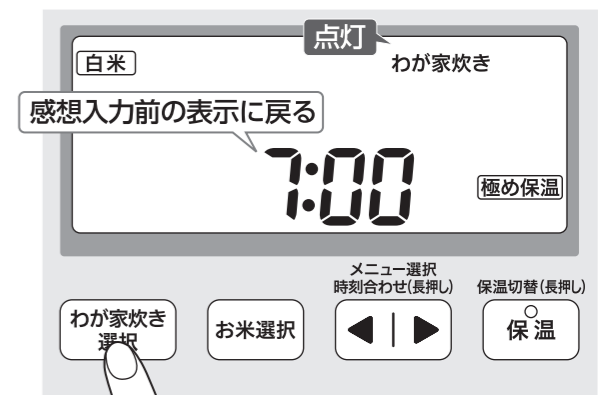 点灯
白米
わが家炊き
感想入力前の表示に戻る
7:00
極め保温
メニュー選択
時刻合わせ(長押し)
保温切替(長押し)
わが家炊き
選択
お米選択
◀ | ▶
保温